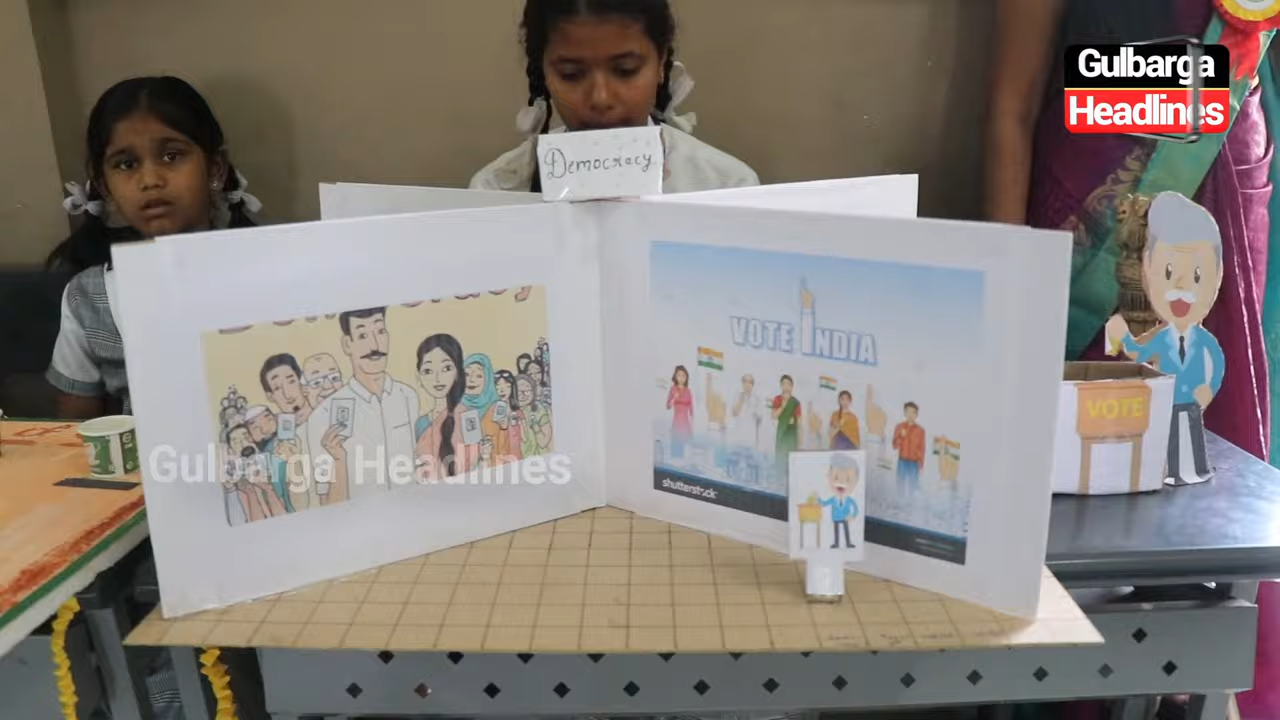 Gulbarga
Headlines
Democracy
VOTE INDIA
VOTE
Gulbarga Headlines
shutterstock